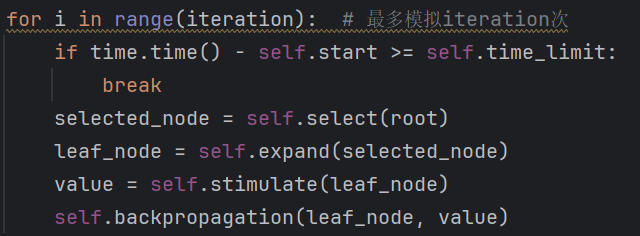 for i in range(iteration):  # 最多模拟iteration次
    if time.time() - self.start >= self.time_limit:
        break
    selected_node = self.select(root)
    leaf_node = self.expand(selected_node)
    value = self.stimulate(leaf_node)
    self.backpropagation(leaf_node, value)